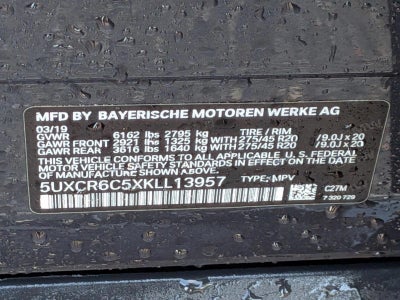 MFD BY BAYERISCHE MOTOREN WERKE AG
03/19
GVWR 6162 lbs 2795 kg TIRE / RIM
GAWR FRONT 2921 lbs 1325 kg WITH 275/45 R20 / 9.0J x 20
GAWR REAR 3616 lbs 1640 kg WITH 275/45 R20 / 9.0J x 20
THIS VEHICLE CONFORMS TO ALL APPLICABLE U.S. FEDERAL
MOTOR VEHICLE SAFETY STANDARDS IN EFFECT ON THE
DATE OF MANUFACTURE SHOWN ABOVE.
5UXCR6C5XKLL13957 TYPE: MPV
C27M
7 320 729